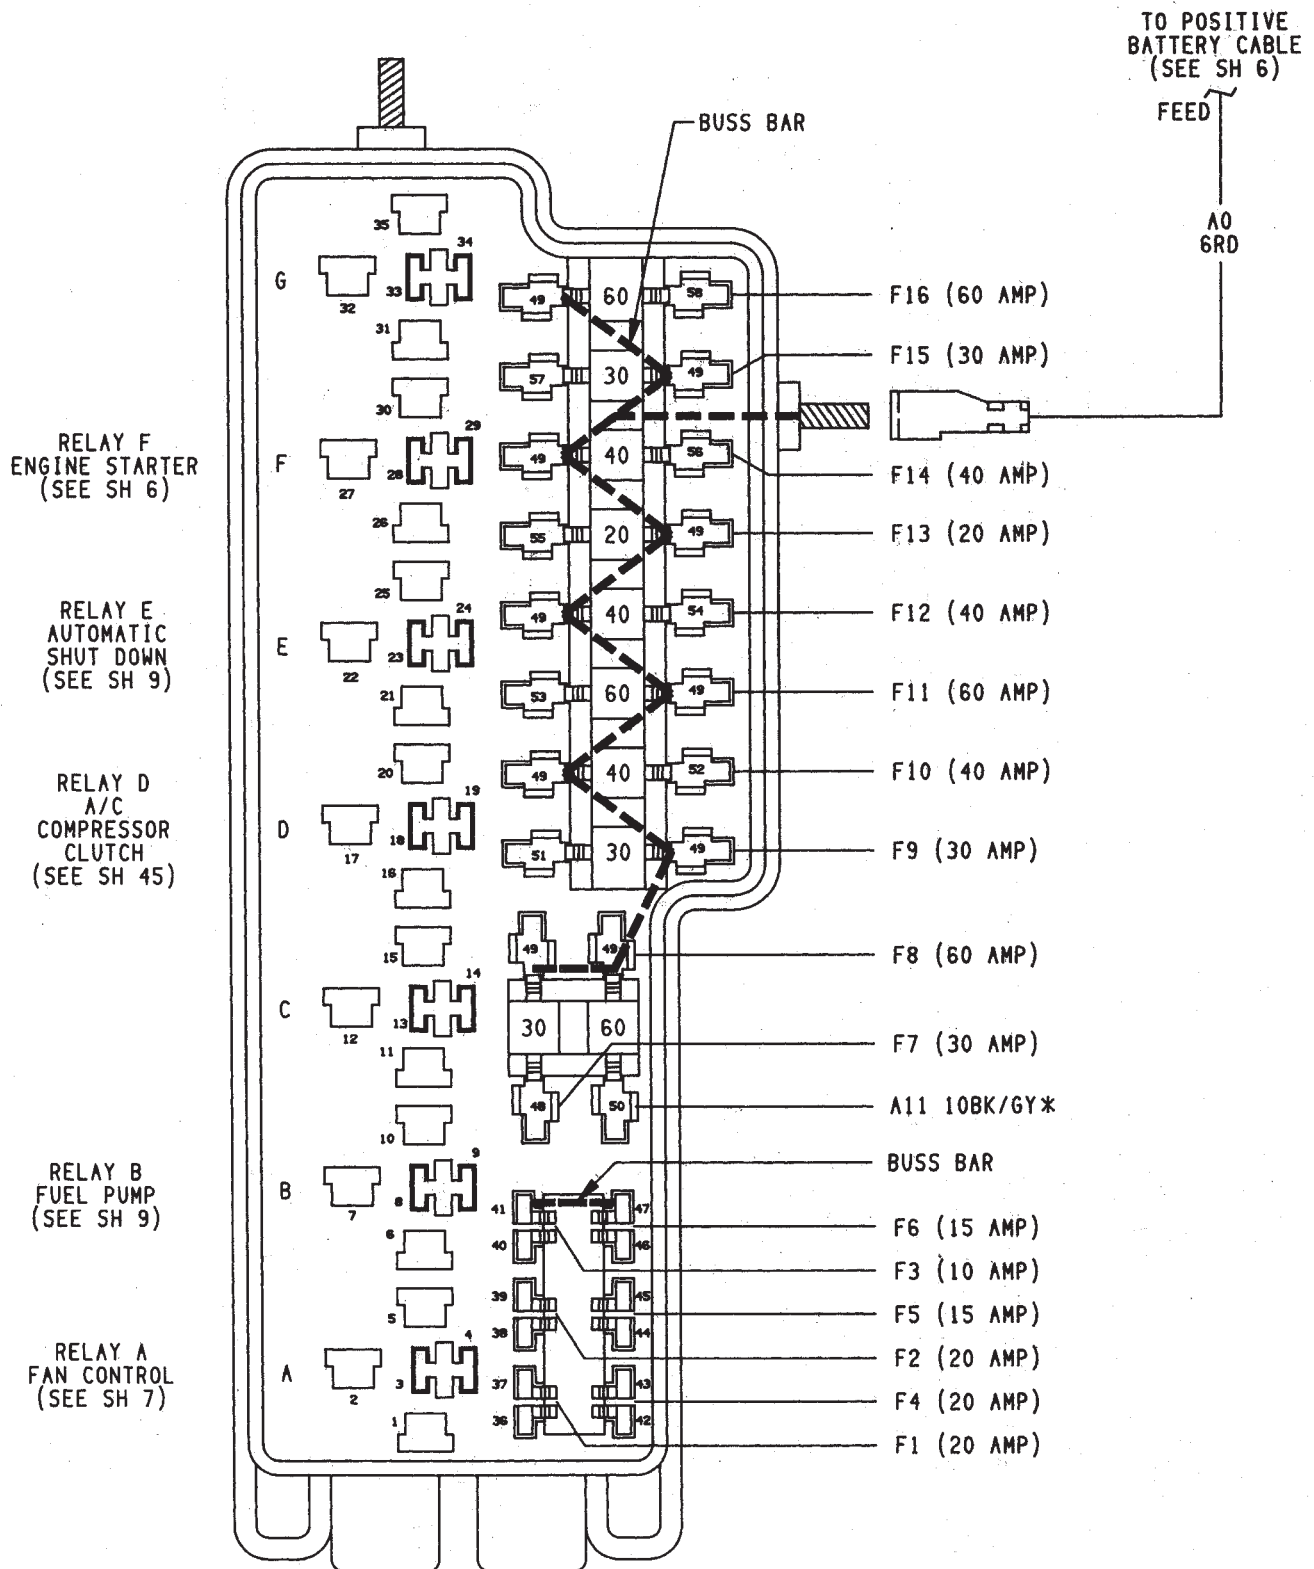 TO POSITIVE
BATTERY CABLE
(SEE SH 6)
FEED
A0
6RD
BUSS BAR
RELAY F
ENGINE STARTER
(SEE SH 6)
RELAY E
AUTOMATIC
SHUT DOWN
(SEE SH 9)
RELAY D
A/C
COMPRESSOR
CLUTCH
(SEE SH 45)
RELAY B
FUEL PUMP
(SEE SH 9)
RELAY A
FAN CONTROL
(SEE SH 7)
35
34
G
33
32
31
30
29
F
28
27
26
25
24
E
23
22
21
20
19
D
18
17
16
15
14
C
13
12
11
10
9
B
8
7
6
5
4
A
3
2
1
49 60 58
57 30 49
49 40 56
55 20 49
49 40 54
53 60 49
49 40 52
51 30 49
49 49
30 60
48 50
41 47
40 46
39 45
38 44
37 43
36 42
F16 (60 AMP)
F15 (30 AMP)
F14 (40 AMP)
F13 (20 AMP)
F12 (40 AMP)
F11 (60 AMP)
F10 (40 AMP)
F9 (30 AMP)
F8 (60 AMP)
F7 (30 AMP)
A11 10BK/GY*
BUSS BAR
F6 (15 AMP)
F3 (10 AMP)
F5 (15 AMP)
F2 (20 AMP)
F4 (20 AMP)
F1 (20 AMP)